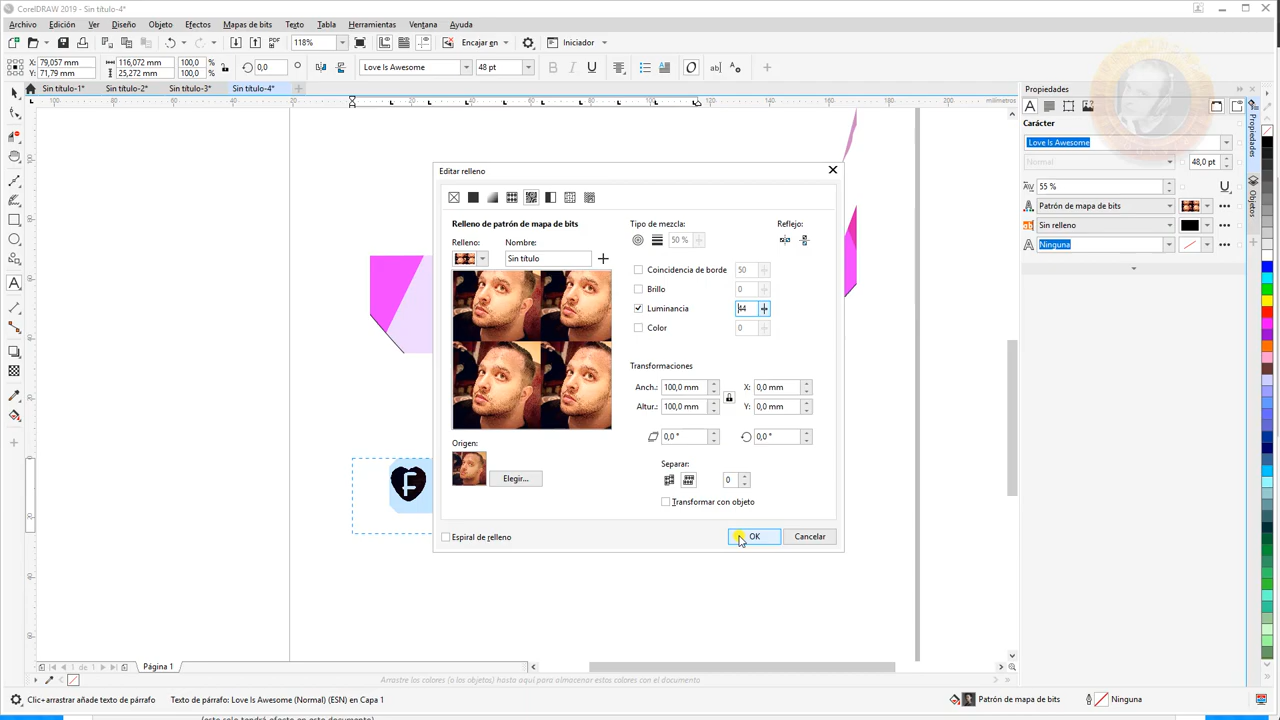 CorelDRAW 2019 - Sin título-4*
Archivo Edición Ver Diseño Objeto Efectos Mapas de bits Texto Tabla Herramientas Ventana Ayuda
PDF 118% Encajar en Iniciador
X: 79,057 mm 116,072 mm 100,0 % 0,0 ° Love Is Awesome 48 pt
Y: 71,79 mm 25,272 mm 100,0 %
Sin título-1* Sin título-2* Sin título-3* Sin título-4*
milímetros
Propiedades
Carácter
Love Is Awesome
Normal 48,0 pt
55 %
Patrón de mapa de bits
Sin relleno
Ninguna
Propiedades
Objetos
Editar relleno
Relleno de patrón de mapa de bits
Tipo de mezcla:
Reflejo:
Relleno:
Nombre:
50 %
Sin título
Coincidencia de borde 50
Brillo 0
Luminancia 44
Color 0
Transformaciones
Anch.: 100,0 mm X: 0,0 mm
Altur.: 100,0 mm Y: 0,0 mm
0,0 ° 0,0 °
Origen:
Elegir...
Separar:
0
Transformar con objeto
Espiral de relleno
OK
Cancelar
F
1 de 1
Página 1
Arrastre los colores (o los objetos) hasta aquí para almacenar estos colores con el documento
Clic+arrastrar añade texto de párrafo Texto de párrafo: Love Is Awesome (Normal) (ESN) en Capa 1 Patrón de mapa de bits Ninguna